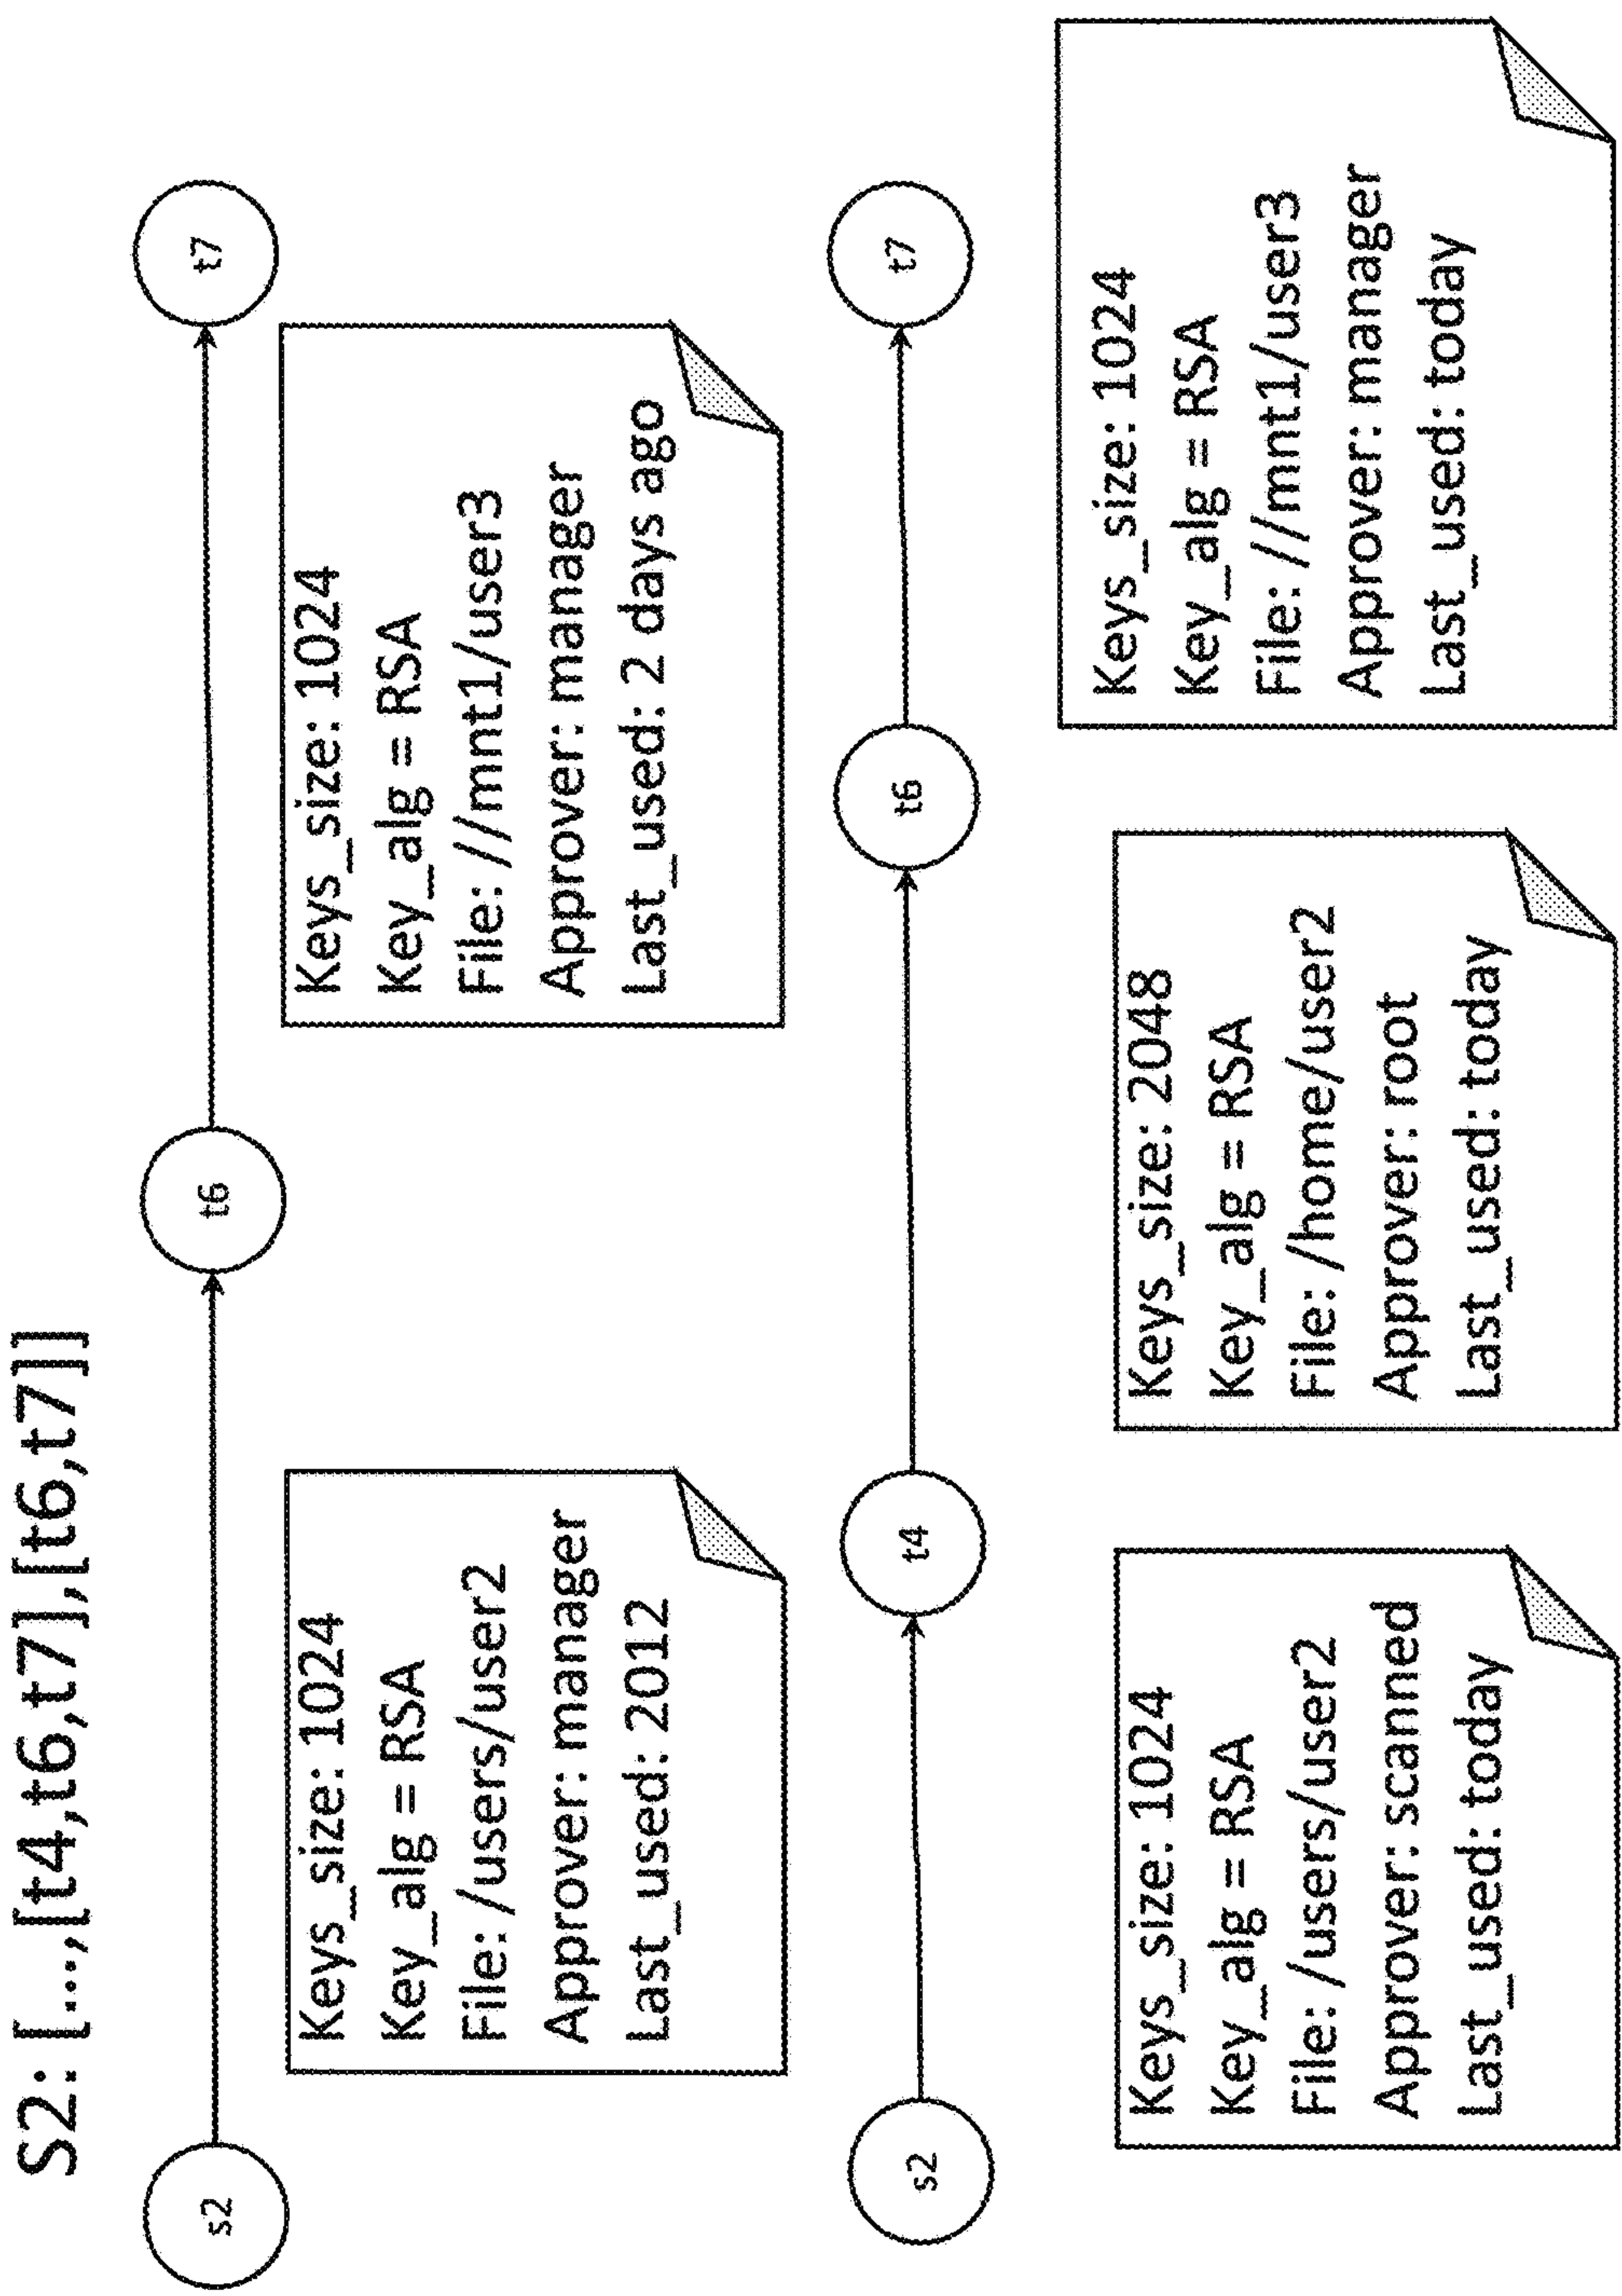 S2: [...,[t4,t6,t7],[t6,t7]]
s2
t6
t7
Keys_size: 1024
Key_alg = RSA
File: /users/user2
Approver: manager
Last_used: 2012
Keys_size: 1024
Key_alg = RSA
File: //mnt1/user3
Approver: manager
Last_used: 2 days ago
s2
t4
t6
t7
Keys_size: 1024
Key_alg = RSA
File: /users/user2
Approver: scanned
Last_used: today
Keys_size: 2048
Key_alg = RSA
File: /home/user2
Approver: root
Last_used: today
Keys_size: 1024
Key_alg = RSA
File: //mnt1/user3
Approver: manager
Last_used: today